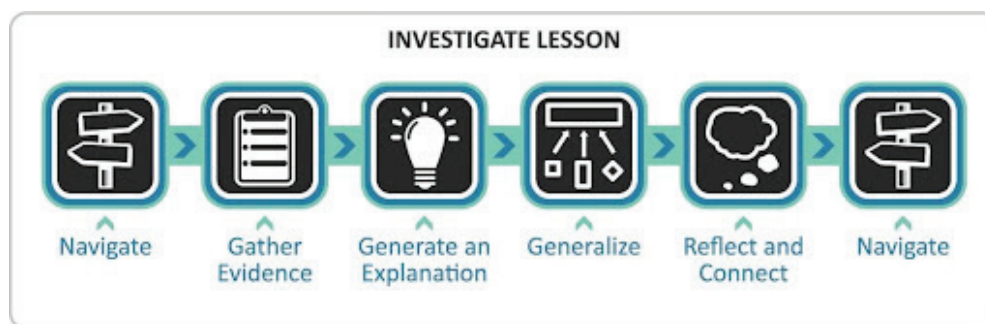 INVESTIGATE LESSON
Navigate
Gather
Evidence
Generate an
Explanation
Generalize
Reflect and
Connect
Navigate